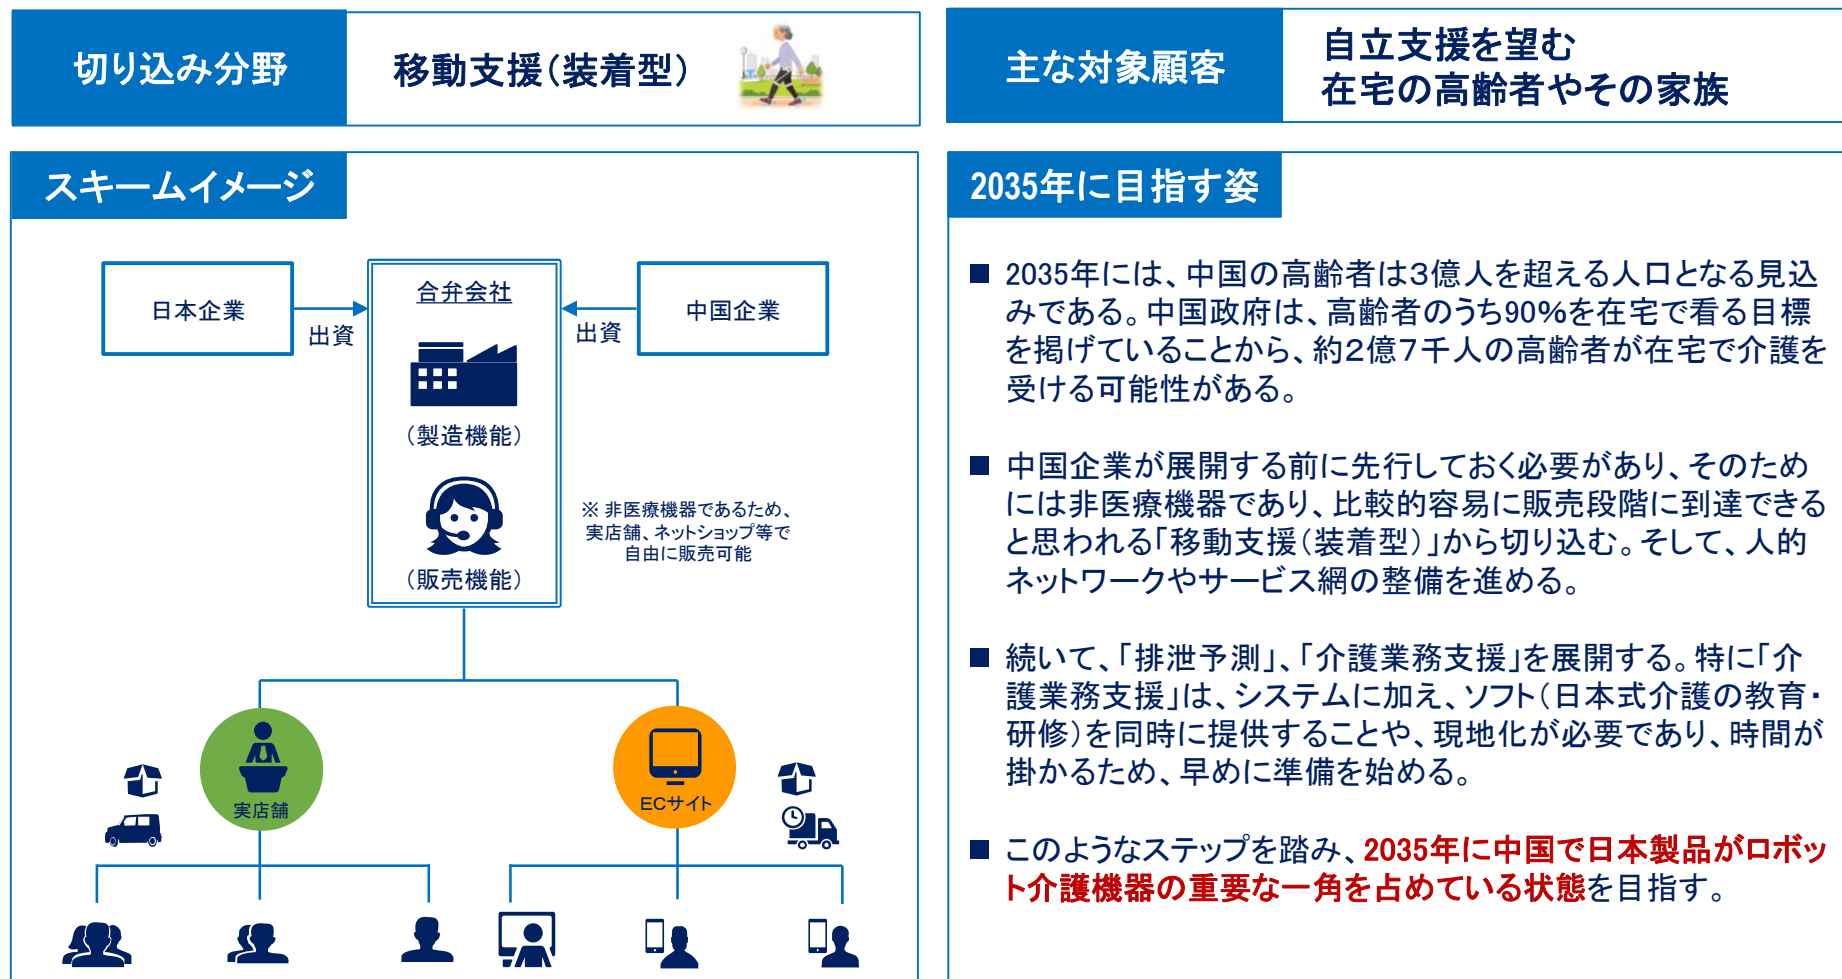 切り込み分野
移動支援(装着型)
主な対象顧客
自立支援を望む
在宅の高齢者やその家族
スキームイメージ
日本企業
出資
合弁会社
(製造機能)
(販売機能)
出資
中国企業
※ 非医療機器であるため、
実店舗、ネットショップ等で
自由に販売可能
実店舗
ECサイト
2035年に目指す姿
■ 2035年には、中国の高齢者は3億人を超える人口となる見込
みである。中国政府は、高齢者のうち90%を在宅で看る目標
を掲げていることから、約2億7千人の高齢者が在宅で介護を
受ける可能性がある。
■ 中国企業が展開する前に先行しておく必要があり、そのため
には非医療機器であり、比較的容易に販売段階に到達できる
と思われる「移動支援(装着型)」から切り込む。そして、人的
ネットワークやサービス網の整備を進める。
■ 続いて、「排泄予測」、「介護業務支援」を展開する。特に「介
護業務支援」は、システムに加え、ソフト(日本式介護の教育・
研修)を同時に提供することや、現地化が必要であり、時間が
掛かるため、早めに準備を始める。
■ このようなステップを踏み、2035年に中国で日本製品がロボッ
ト介護機器の重要な一角を占めている状態を目指す。